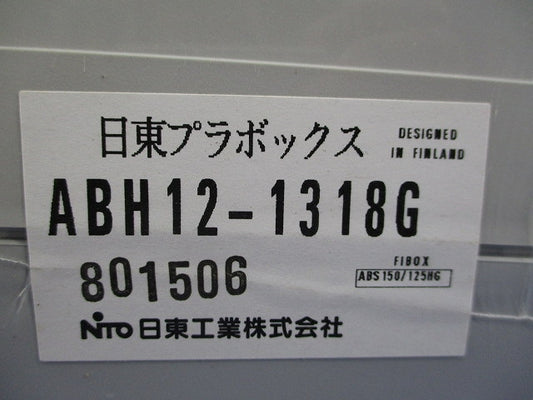 日東プラボックス
DESIGNED
IN FINLAND
ABH12-1318G
801506
FIBOX
ABS150/125HG
NITO 日東工業株式会社